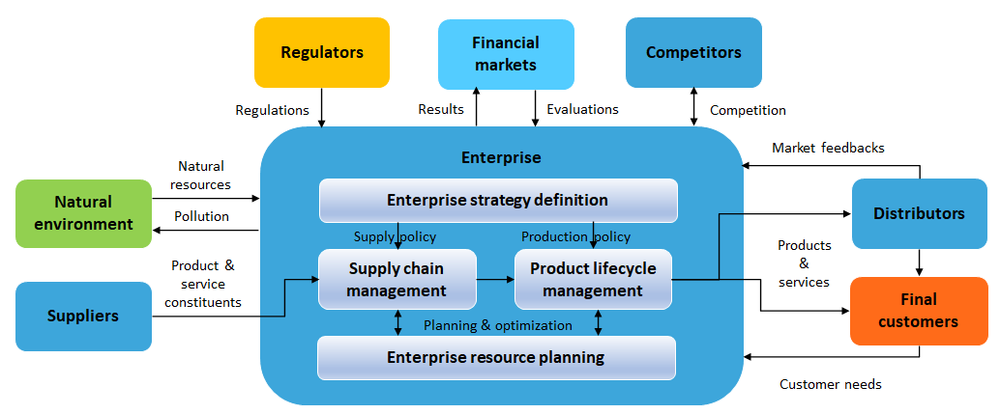 Regulators
Financial
markets
Competitors
Regulations
Results
Evaluations
Competition
Enterprise
Market feedbacks
Natural
resources
Natural
environment
Pollution
Enterprise strategy definition
Distributors
Supply policy
Production policy
Products
&
services
Product &
service
constituents
Supply chain
management
Product lifecycle
management
Suppliers
Final
customers
Planning & optimization
Enterprise resource planning
Customer needs